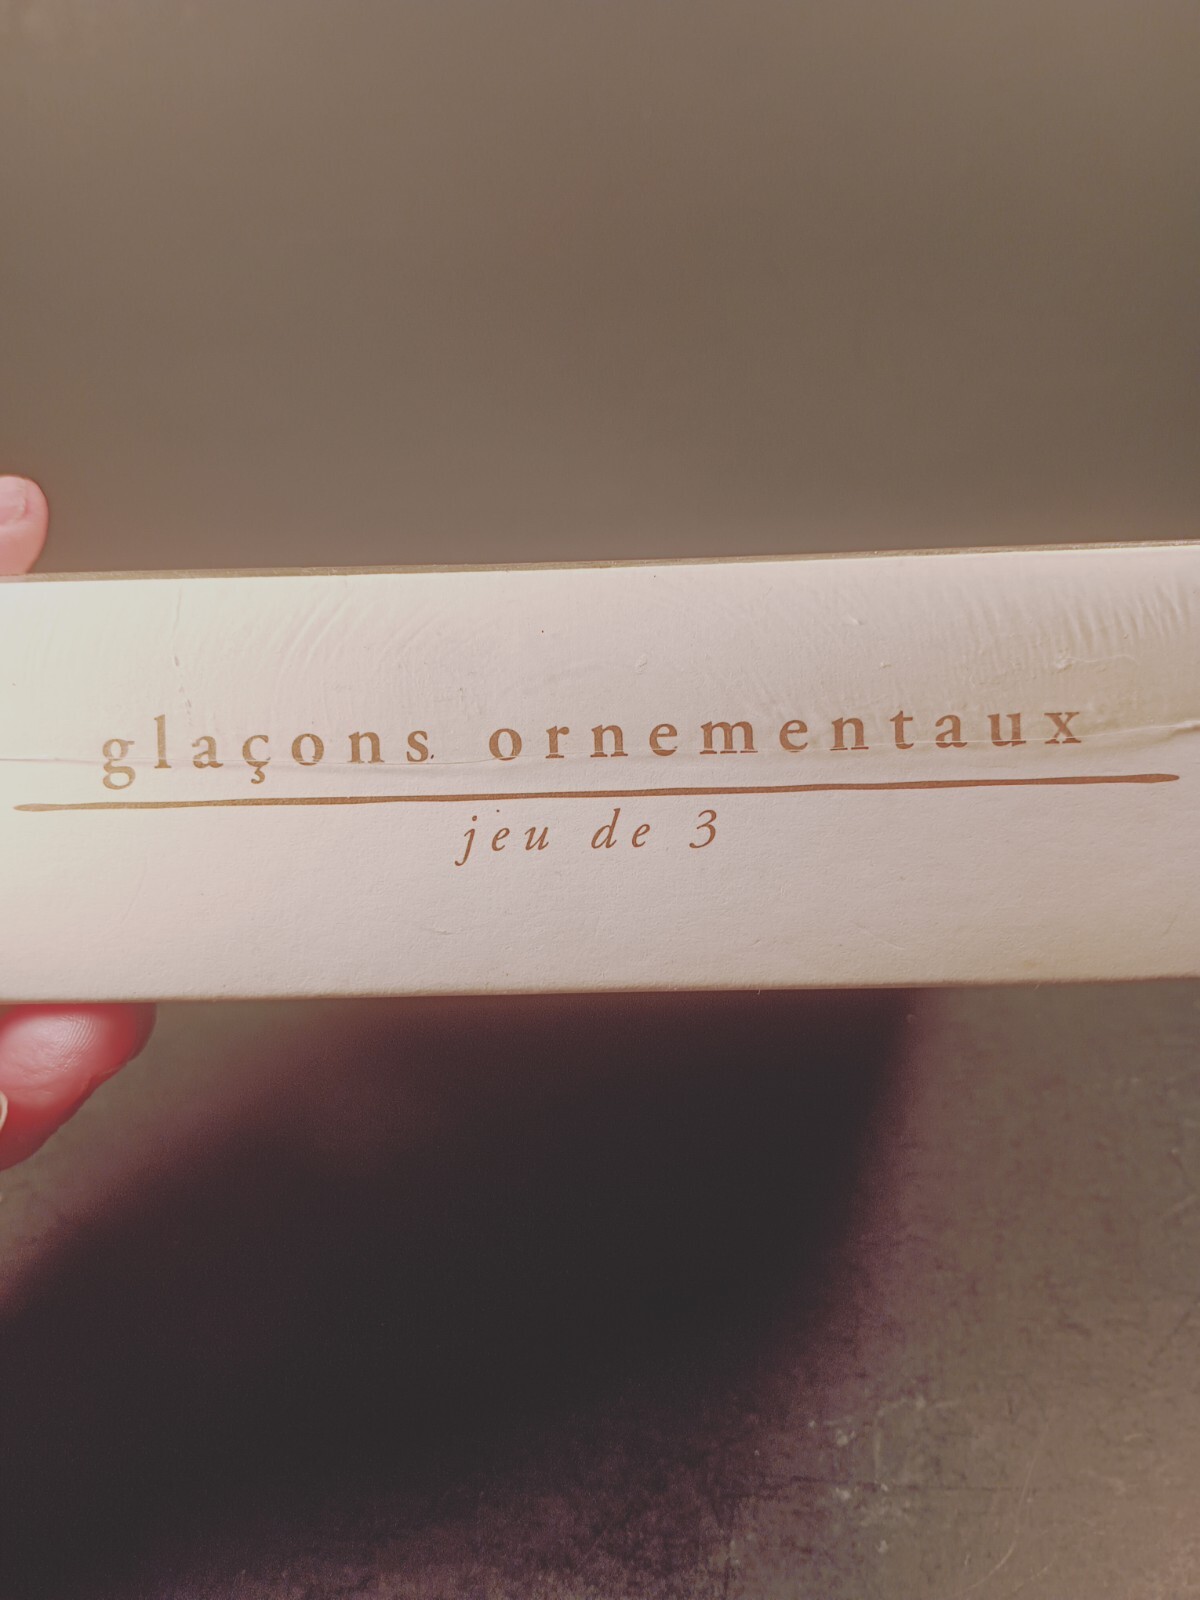 glaçons ornementaux
jeu de 3